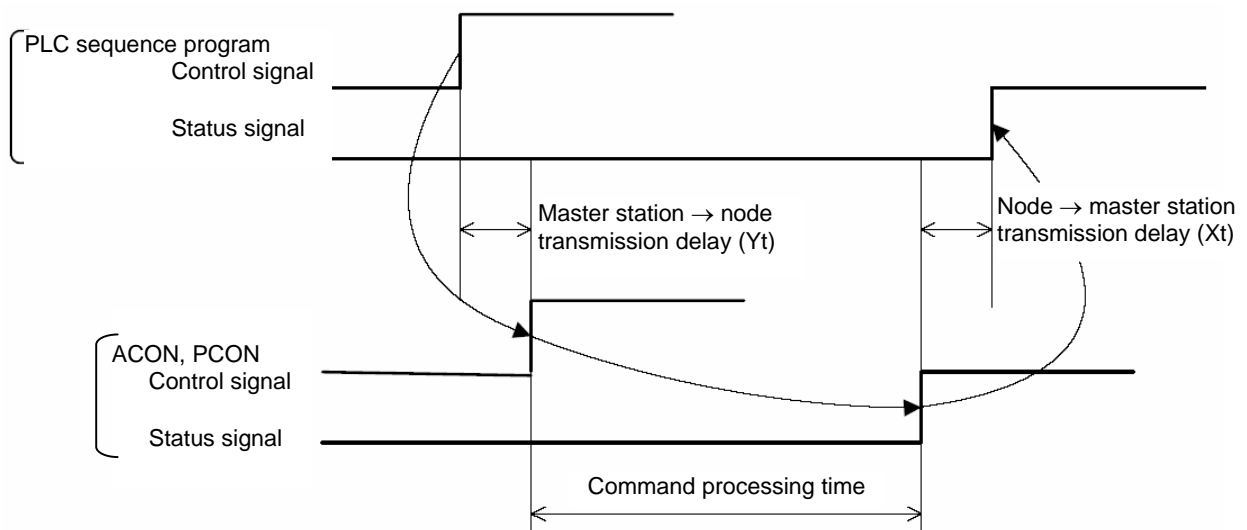 PLC sequence program
Control signal
Status signal
Master station → node
transmission delay (Yt)
Node → master station
transmission delay (Xt)
ACON, PCON
Control signal
Status signal
Command processing time